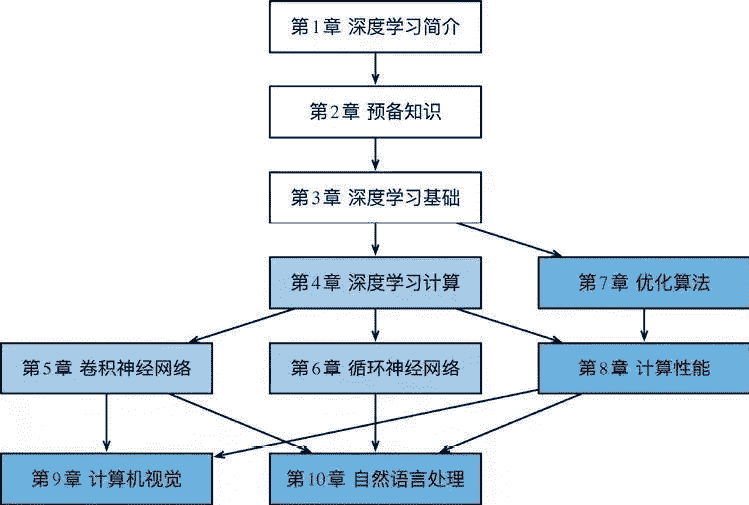 第1章 深度学习简介
第2章 预备知识
第3章 深度学习基础
第4章 深度学习计算
第7章 优化算法
第5章 卷积神经网络
第6章 循环神经网络
第8章 计算性能
第9章 计算机视觉
第10章 自然语言处理